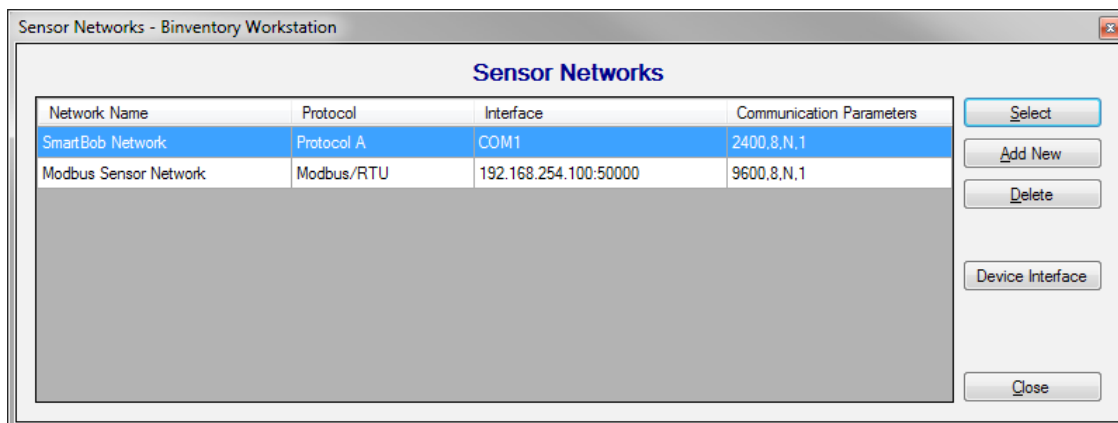 Sensor Networks - Binventory Workstation
Sensor Networks
Network Name Protocol Interface Communication Parameters
SmartBob Network Protocol A COM1 2400,8,N,1
Modbus Sensor Network Modbus/RTU 192.168.254.100:50000 9600,8,N,1
Select
Add New
Delete
Device Interface
Close